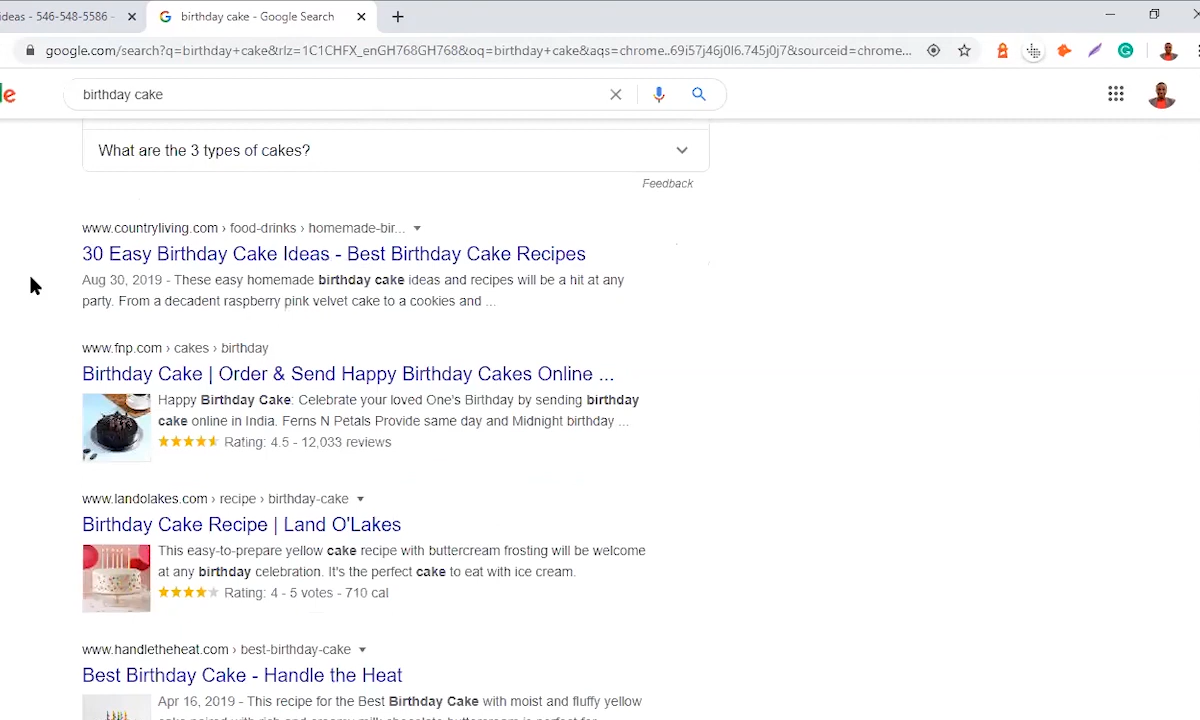 ideas - 546-548-5586 -
birthday cake - Google Search
google.com/search?q=birthday+cake&rlz=1C1CHFX_enGH768GH768&oq=birthday+cake&aqs=chrome..69i57j46j0l6.745j0j7&sourceid=chrome...
le
birthday cake
What are the 3 types of cakes?
Feedback
www.countryliving.com › food-drinks › homemade-bir...
30 Easy Birthday Cake Ideas - Best Birthday Cake Recipes
Aug 30, 2019 - These easy homemade birthday cake ideas and recipes will be a hit at any
party. From a decadent raspberry pink velvet cake to a cookies and ...
www.fnp.com › cakes › birthday
Birthday Cake | Order & Send Happy Birthday Cakes Online ...
Happy Birthday Cake: Celebrate your loved One's Birthday by sending birthday
cake online in India. Ferns N Petals Provide same day and Midnight birthday ...
Rating: 4.5 - 12,033 reviews
www.landolakes.com › recipe › birthday-cake
Birthday Cake Recipe | Land O'Lakes
This easy-to-prepare yellow cake recipe with buttercream frosting will be welcome
at any birthday celebration. It's the perfect cake to eat with ice cream.
Rating: 4 - 5 votes - 710 cal
www.handletheheat.com › best-birthday-cake
Best Birthday Cake - Handle the Heat
Apr 16, 2019 - This recipe for the Best Birthday Cake with moist and fluffy yellow